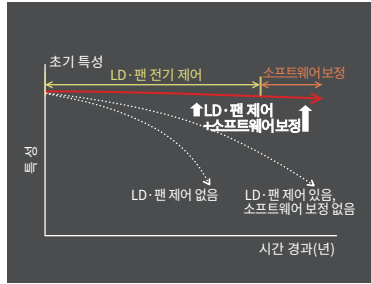 초기 특성
LD·팬 전기 제어
소프트웨어보정
LD·팬 제어
+소프트웨어보정
특성
LD·팬 제어 없음
LD·팬 제어 있음,
소프트웨어 보정 없음
시간 경과(년)